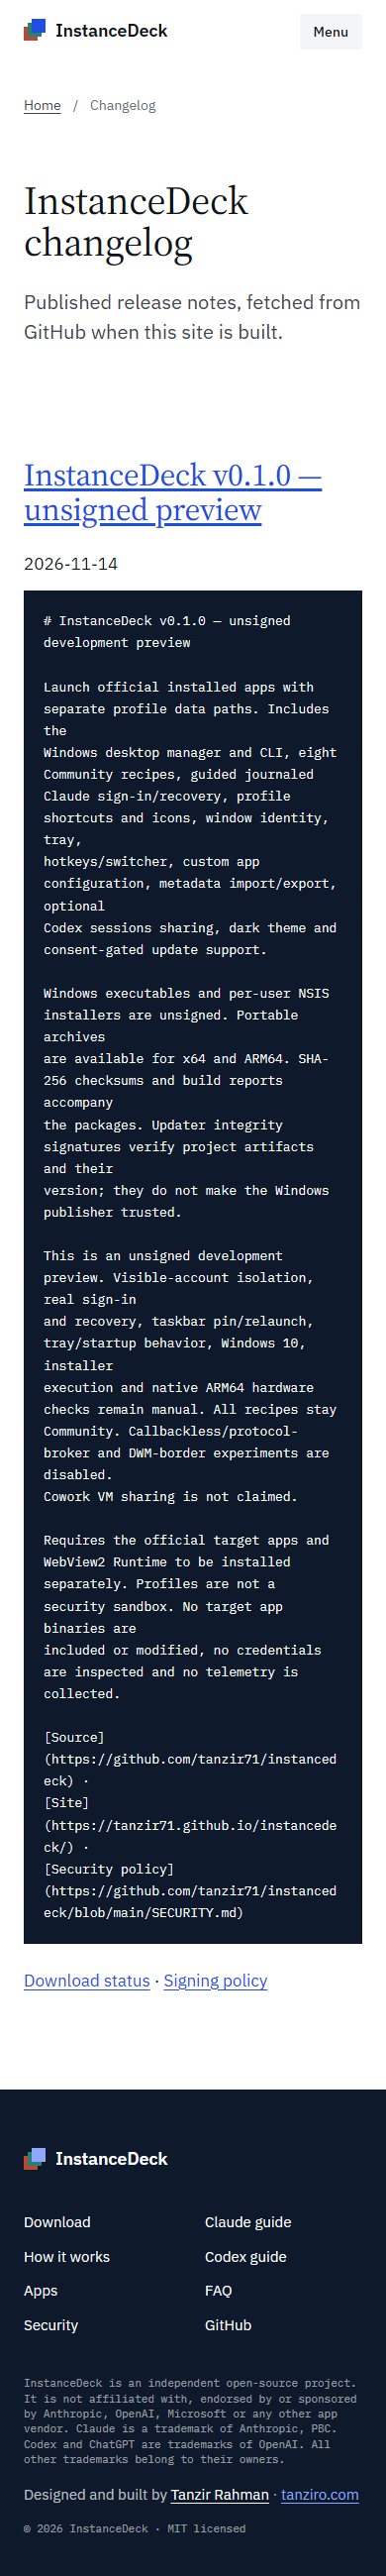 InstanceDeck
Menu
Home / Changelog
InstanceDeck
changelog
Published release notes, fetched from
GitHub when this site is built.
InstanceDeck v0.1.0 —
unsigned preview
2026-11-14
# InstanceDeck v0.1.0 — unsigned
development preview
Launch official installed apps with
separate profile data paths. Includes
the
Windows desktop manager and CLI, eight
Community recipes, guided journaled
Claude sign-in/recovery, profile
shortcuts and icons, window identity,
tray,
hotkeys/switcher, custom app
configuration, metadata import/export,
optional
Codex sessions sharing, dark theme and
consent-gated update support.
Windows executables and per-user NSIS
installers are unsigned. Portable
archives
are available for x64 and ARM64. SHA-
256 checksums and build reports
accompany
the packages. Updater integrity
signatures verify project artifacts
and their
version; they do not make the Windows
publisher trusted.
This is an unsigned development
preview. Visible-account isolation,
real sign-in
and recovery, taskbar pin/relaunch,
tray/startup behavior, Windows 10,
installer
execution and native ARM64 hardware
checks remain manual. All recipes stay
Community. Callbackless/protocol-
broker and DWM-border experiments are
disabled.
Cowork VM sharing is not claimed.
Requires the official target apps and
WebView2 Runtime to be installed
separately. Profiles are not a
security sandbox. No target app
binaries are
included or modified, no credentials
are inspected and no telemetry is
collected.
[Source]
(https://github.com/tanzir71/instanced
eck) ·
[Site]
(https://tanzir71.github.io/instancede
ck/) ·
[Security policy]
(https://github.com/tanzir71/instanced
eck/blob/main/SECURITY.md)
Download status · Signing policy
InstanceDeck
Download
Claude guide
How it works
Codex guide
Apps
FAQ
Security
GitHub
InstanceDeck is an independent open-source project.
It is not affiliated with, endorsed by or sponsored
by Anthropic, OpenAI, Microsoft or any other app
vendor. Claude is a trademark of Anthropic, PBC.
Codex and ChatGPT are trademarks of OpenAI. All
other trademarks belong to their owners.
Designed and built by Tanzir Rahman · tanziro.com
© 2026 InstanceDeck · MIT licensed